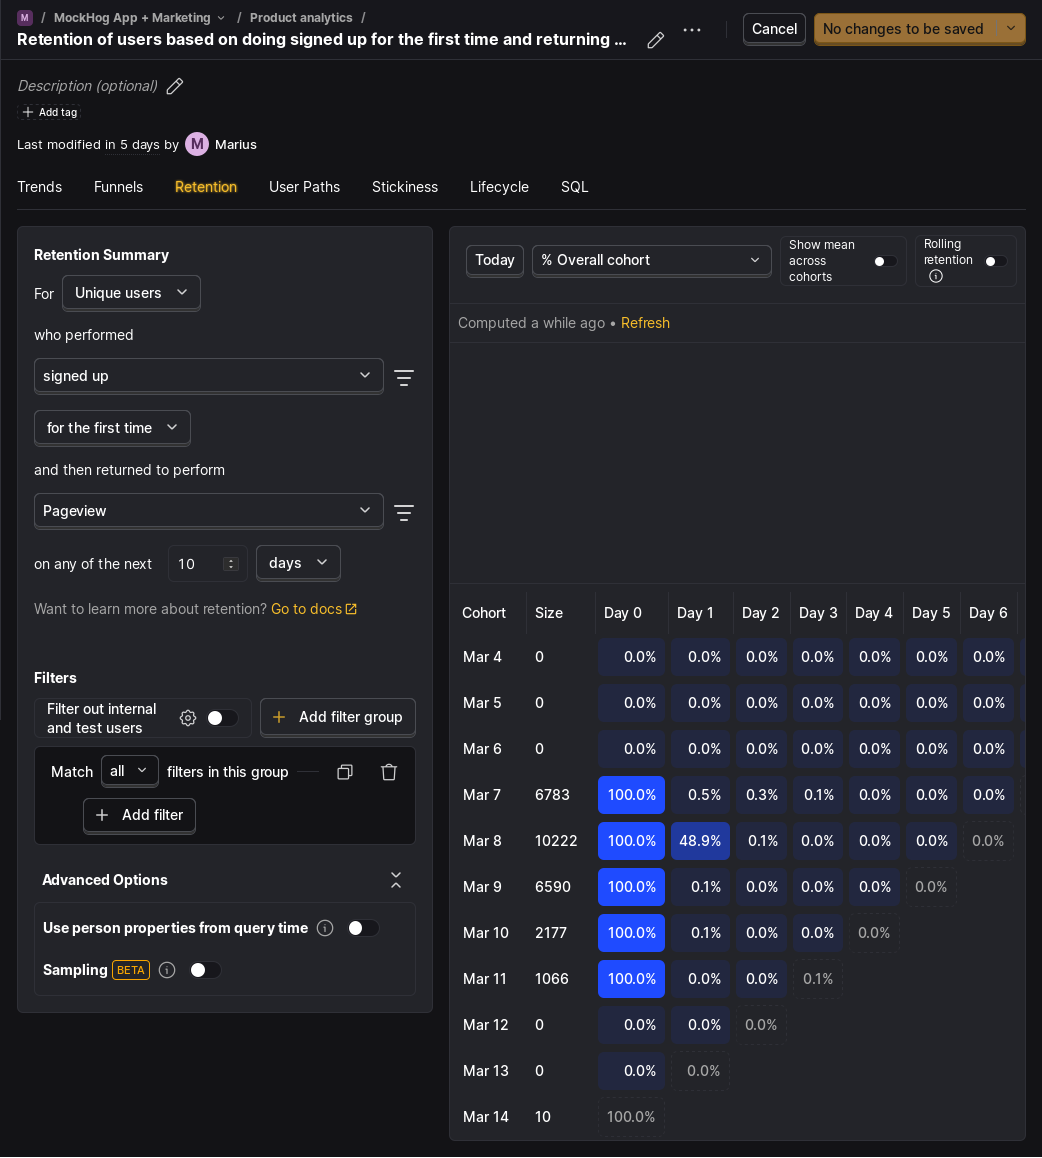 M / MockHog App + Marketing / Product analytics /
Retention of users based on doing signed up for the first time and returning ...
Cancel
No changes to be saved
Description (optional)
Add tag
Last modified in 5 days by M Marius
Trends Funnels Retention User Paths Stickiness Lifecycle SQL
Retention Summary
For Unique users
who performed
signed up
for the first time
and then returned to perform
Pageview
on any of the next 10 days
Want to learn more about retention? Go to docs
Filters
Filter out internal
and test users
Add filter group
Match all filters in this group
Add filter
Advanced Options
Use person properties from query time
Sampling BETA
Today
% Overall cohort
Show mean
across
cohorts
Rolling
retention
Computed a while ago • Refresh
Cohort Size Day 0 Day 1 Day 2 Day 3 Day 4 Day 5 Day 6
Mar 4 0 0.0% 0.0% 0.0% 0.0% 0.0% 0.0% 0.0%
Mar 5 0 0.0% 0.0% 0.0% 0.0% 0.0% 0.0% 0.0%
Mar 6 0 0.0% 0.0% 0.0% 0.0% 0.0% 0.0% 0.0%
Mar 7 6783 100.0% 0.5% 0.3% 0.1% 0.0% 0.0% 0.0%
Mar 8 10222 100.0% 48.9% 0.1% 0.0% 0.0% 0.0% 0.0%
Mar 9 6590 100.0% 0.1% 0.0% 0.0% 0.0% 0.0%
Mar 10 2177 100.0% 0.1% 0.0% 0.0% 0.0%
Mar 11 1066 100.0% 0.0% 0.0% 0.1%
Mar 12 0 0.0% 0.0% 0.0%
Mar 13 0 0.0% 0.0%
Mar 14 10 100.0%